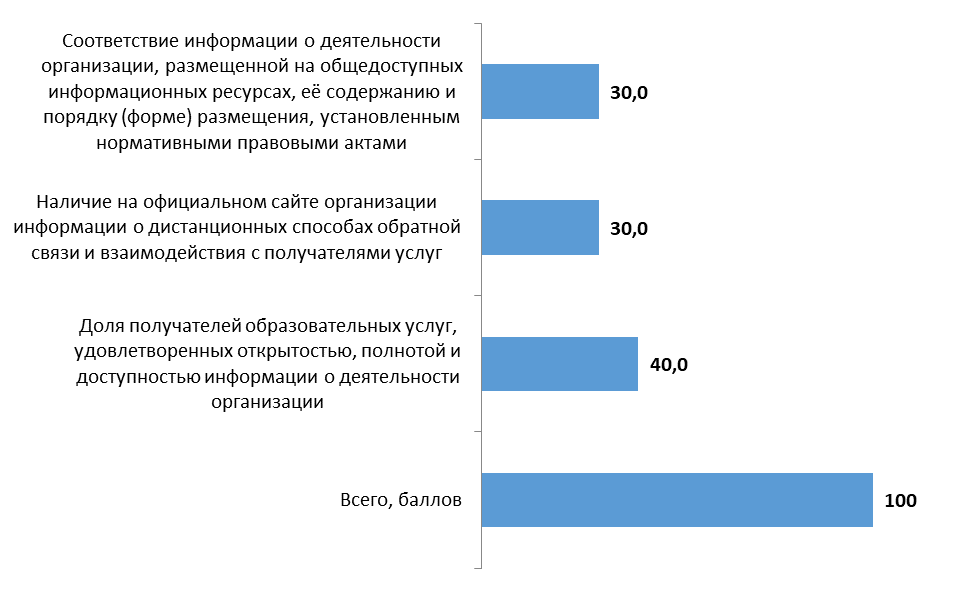 Соответствие информации о деятельности
организации, размещенной на общедоступных
информационных ресурсах, её содержанию и
порядку (форме) размещения, установленным
нормативными правовыми актами
30,0
Наличие на официальном сайте организации
информации о дистанционных способах обратной
связи и взаимодействия с получателями услуг
30,0
Доля получателей образовательных услуг,
удовлетворенных открытостью, полнотой и
доступностью информации о деятельности
организации
40,0
Всего, баллов
100